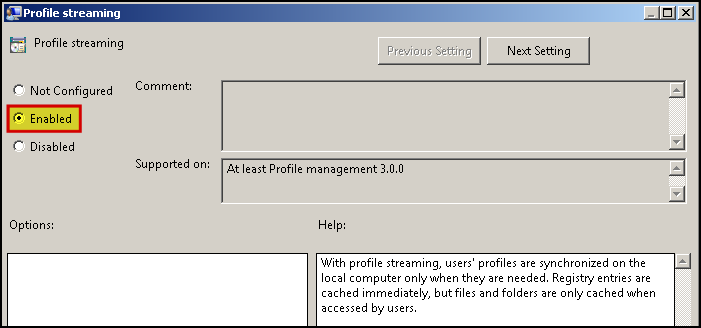 Profile streaming
Profile streaming
Previous Setting
Next Setting
Not Configured
Comment:
Enabled
Disabled
Supported on:
At least Profile management 3.0.0
Options:
Help:
With profile streaming, users' profiles are synchronized on the
local computer only when they are needed. Registry entries are
cached immediately, but files and folders are only cached when
accessed by users.